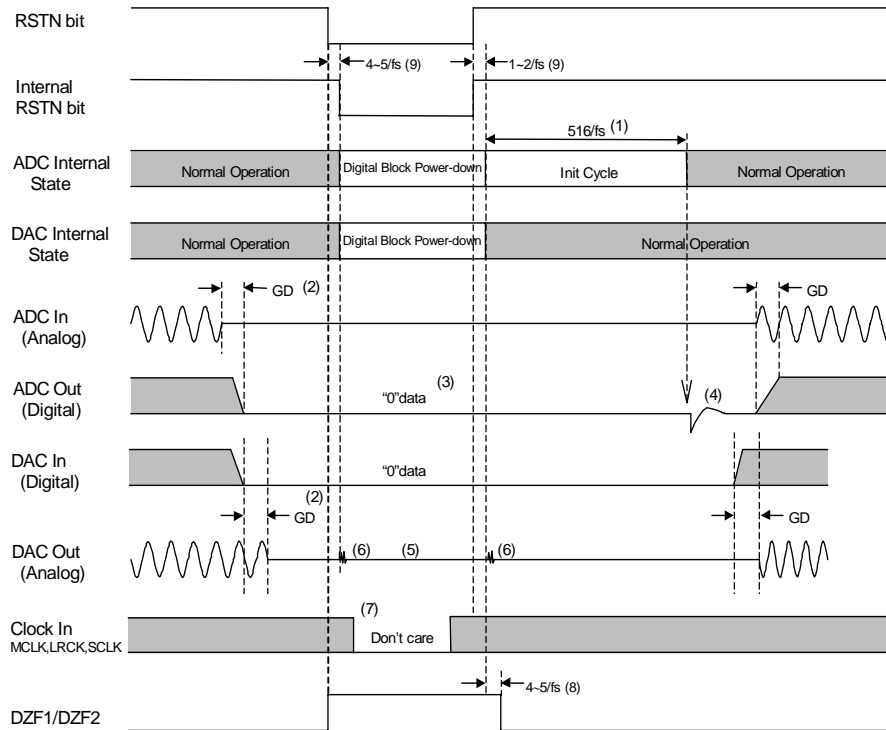 RSTN bit
4~5/fs (9)
1~2/fs (9)
Internal
RSTN bit
516/fs (1)
ADC Internal
State
Normal Operation
Digital Block Power-down
Init Cycle
Normal Operation
DAC Internal
State
Normal Operation
Digital Block Power-down
Normal Operation
GD (2)
GD
ADC In
(Analog)
ADC Out
(Digital)
“0”data
(3)
(4)
DAC In
(Digital)
“0”data
(2)
GD
GD
DAC Out
(Analog)
(6)
(5)
(6)
Clock In
MCLK,LRCK,SCLK
(7)
Don’t care
4~5/fs (8)
DZF1/DZF2